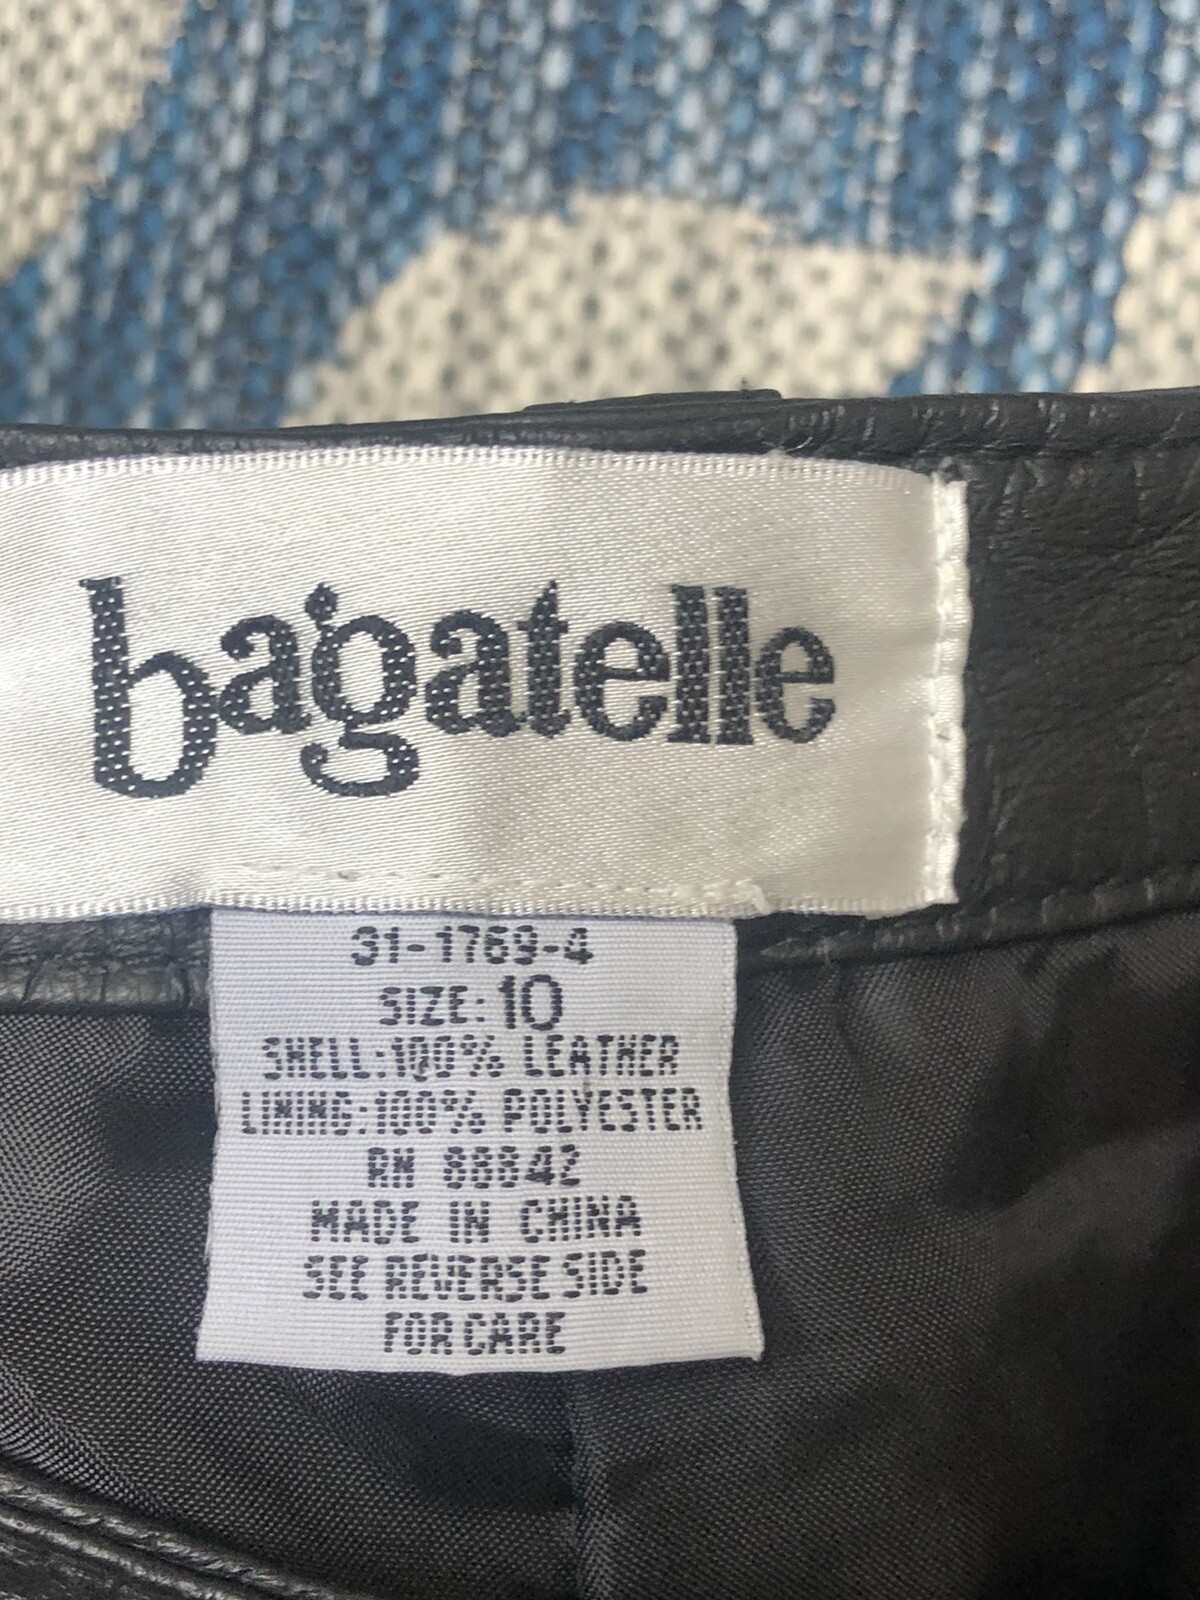 bagatelle
31-1769-4
SIZE: 10
SHELL:100% LEATHER
LINING:100% POLYESTER
RN 88842
MADE IN CHINA
SEE REVERSE SIDE
FOR CARE